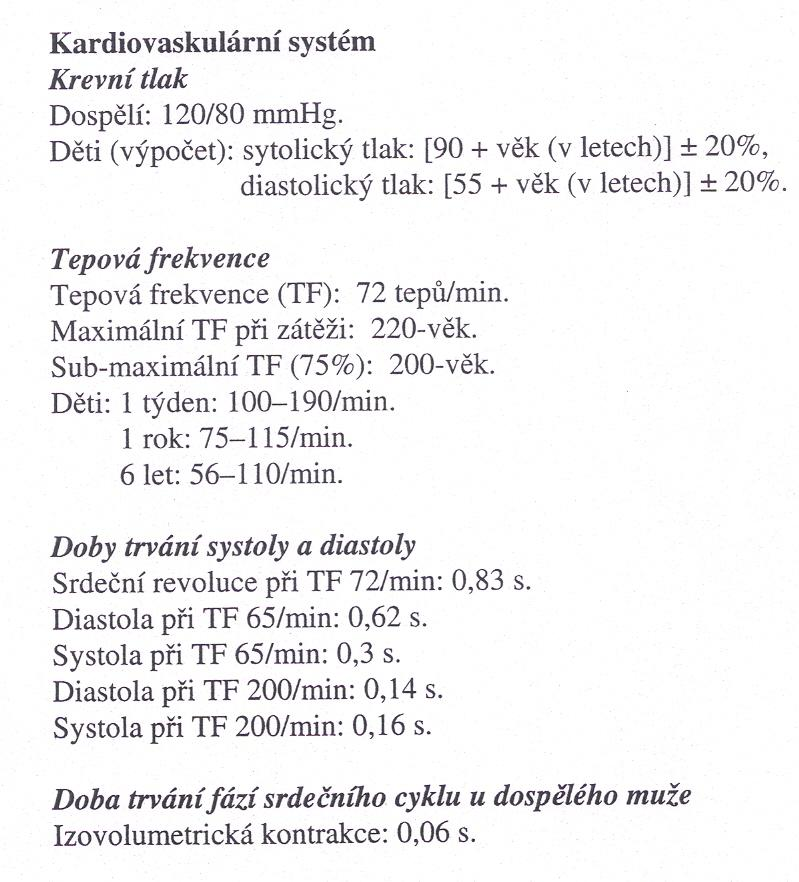 Kardiovaskulární systém
Krevní tlak
Dospělí: 120/80 mmHg.
Děti (výpočet): sytolický tlak: [90 + věk (v letech)] ± 20%,
diastolický tlak: [55 + věk (v letech)] ± 20%.
Tepová frekvence
Tepová frekvence (TF): 72 tepů/min.
Maximální TF při zátěži: 220-věk.
Sub-maximální TF (75%): 200-věk.
Děti: 1 týden: 100–190/min.
1 rok: 75–115/min.
6 let: 56–110/min.
Doby trvání systoly a diastoly
Srdeční revoluce při TF 72/min: 0,83 s.
Diastola při TF 65/min: 0,62 s.
Systola při TF 65/min: 0,3 s.
Diastola při TF 200/min: 0,14 s.
Systola při TF 200/min: 0,16 s.
Doba trvání fází srdečního cyklu u dospělého muže
Izovolumetrická kontrakce: 0,06 s.